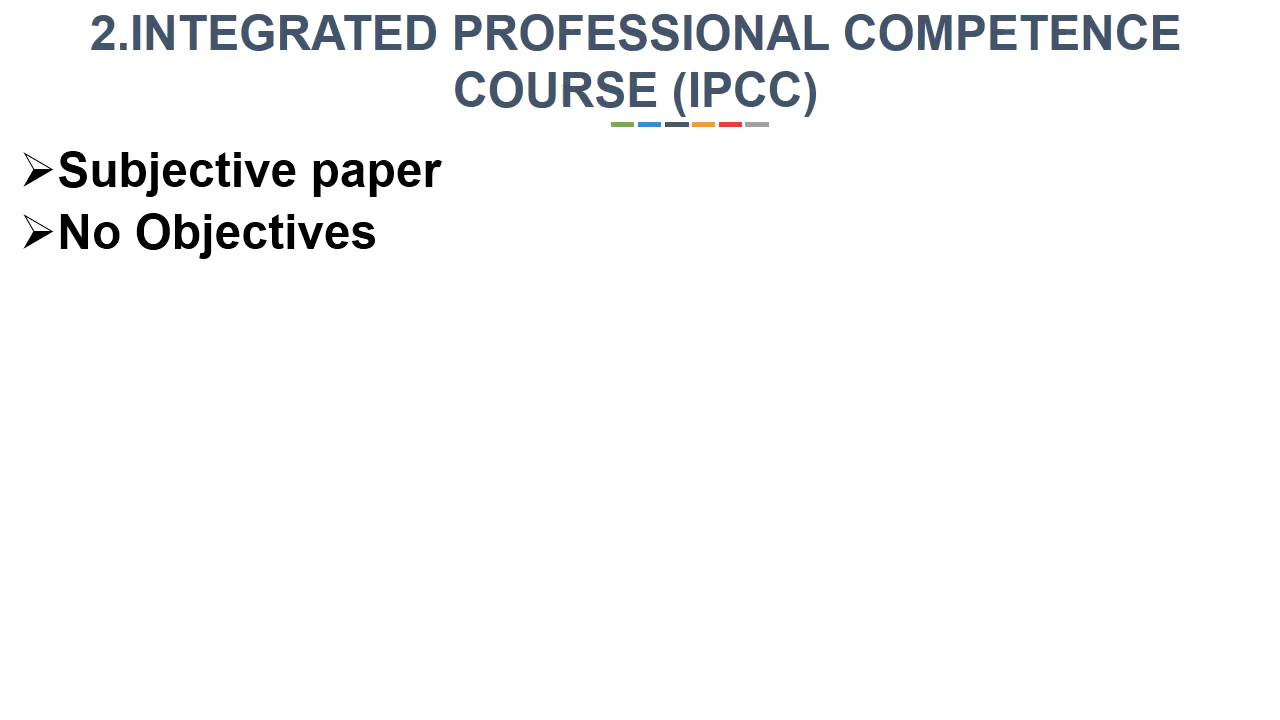 2.INTEGRATED PROFESSIONAL COMPETENCE
COURSE (IPCC)
➢Subjective paper
➢No Objectives